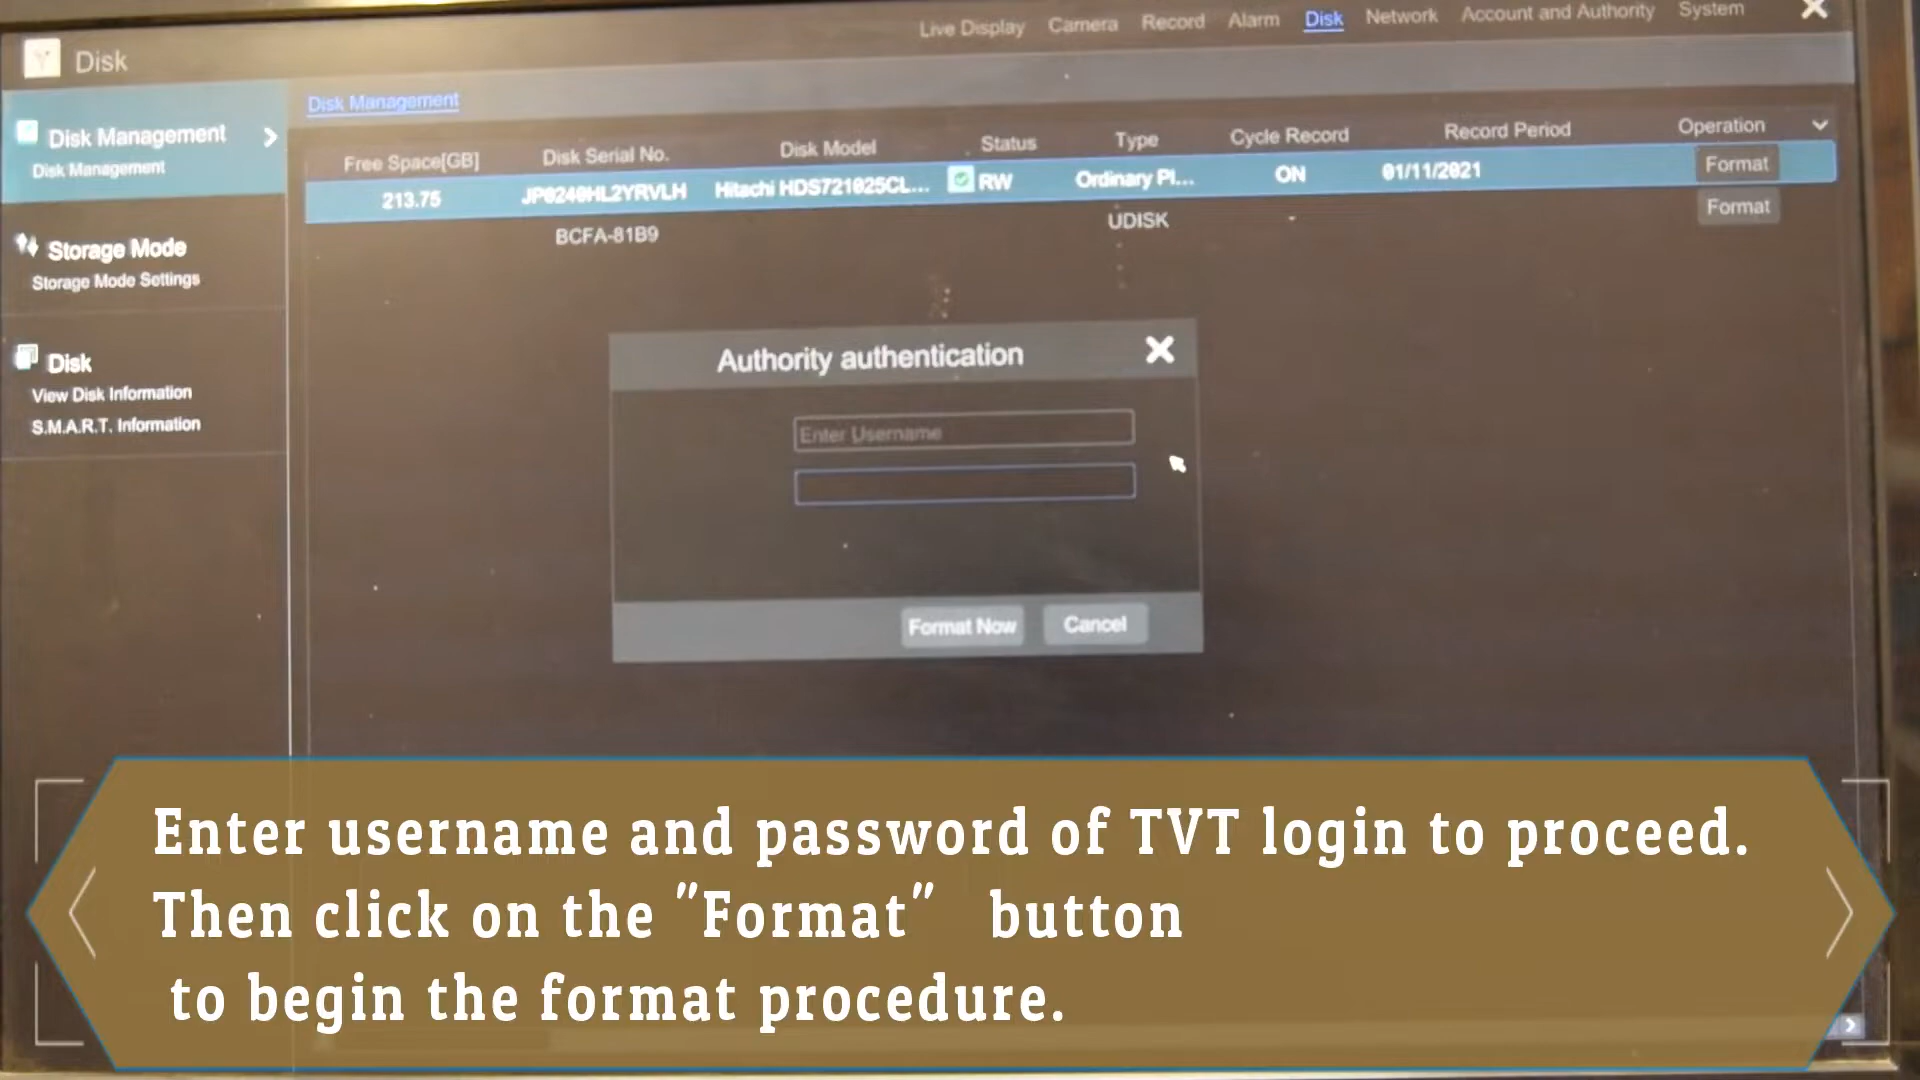 Live Display Camera Record Alarm Disk Network Account and Authority System
Disk
Disk Management
Disk Management
Disk Management
Free Space[GB] Disk Serial No. Disk Model Status Type Cycle Record Record Period Operation
213.75 JP0240HL2YRVLH Hitachi HDS721025CL... RW Ordinary Pl... ON 01/11/2021 Format
BCFA-81B9 UDISK Format
Storage Mode
Storage Mode Settings
Disk
View Disk Information
S.M.A.R.T. Information
Authority authentication
Enter Username
Format Now Cancel
Enter username and password of TVT login to proceed.
Then click on the "Format" button
to begin the format procedure.